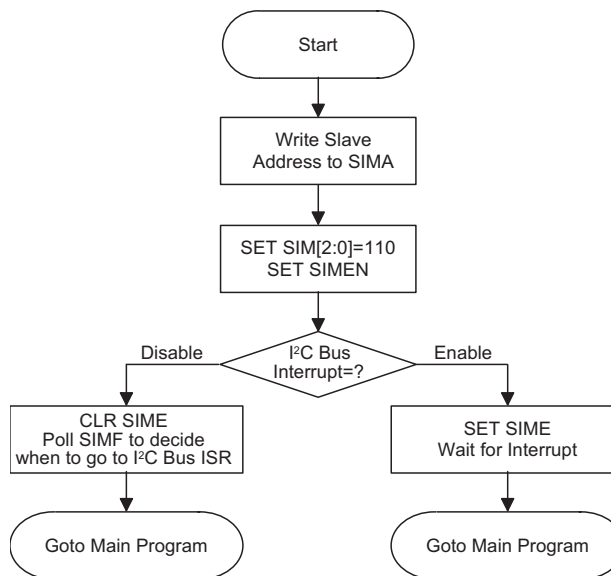 Start
Write Slave
Address to SIMA
SET SIM[2:0]=110
SET SIMEN
Disable
I²C Bus
Interrupt=?
Enable
CLR SIME
Poll SIMF to decide
when to go to I²C Bus ISR
SET SIME
Wait for Interrupt
Goto Main Program
Goto Main Program